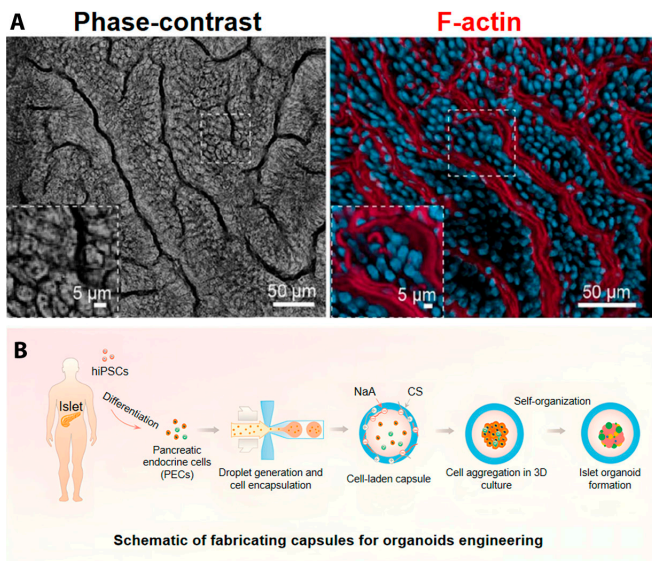 A
Phase-contrast
F-actin
5 µm
50 µm
5 µm
50 µm
B
hiPSCs
Islet
Differentiation
Pancreatic
endocrine cells
(PECs)
Droplet generation and
cell encapsulation
NaA
CS
Cell-laden capsule
Self-organization
Cell aggregation in 3D
culture
Islet organoid
formation
Schematic of fabricating capsules for organoids engineering